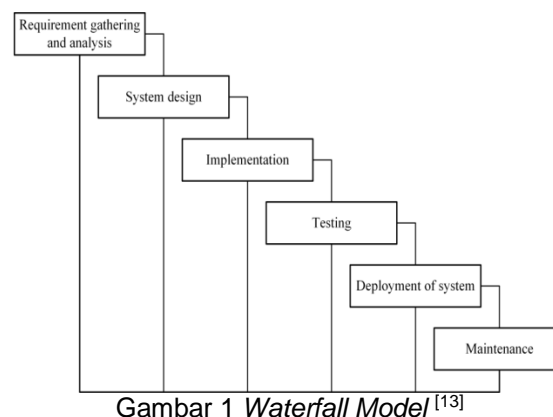 Requirement gathering
and analysis
System design
Implementation
Testing
Deployment of system
Maintenance
Gambar 1 Waterfall Model [13]